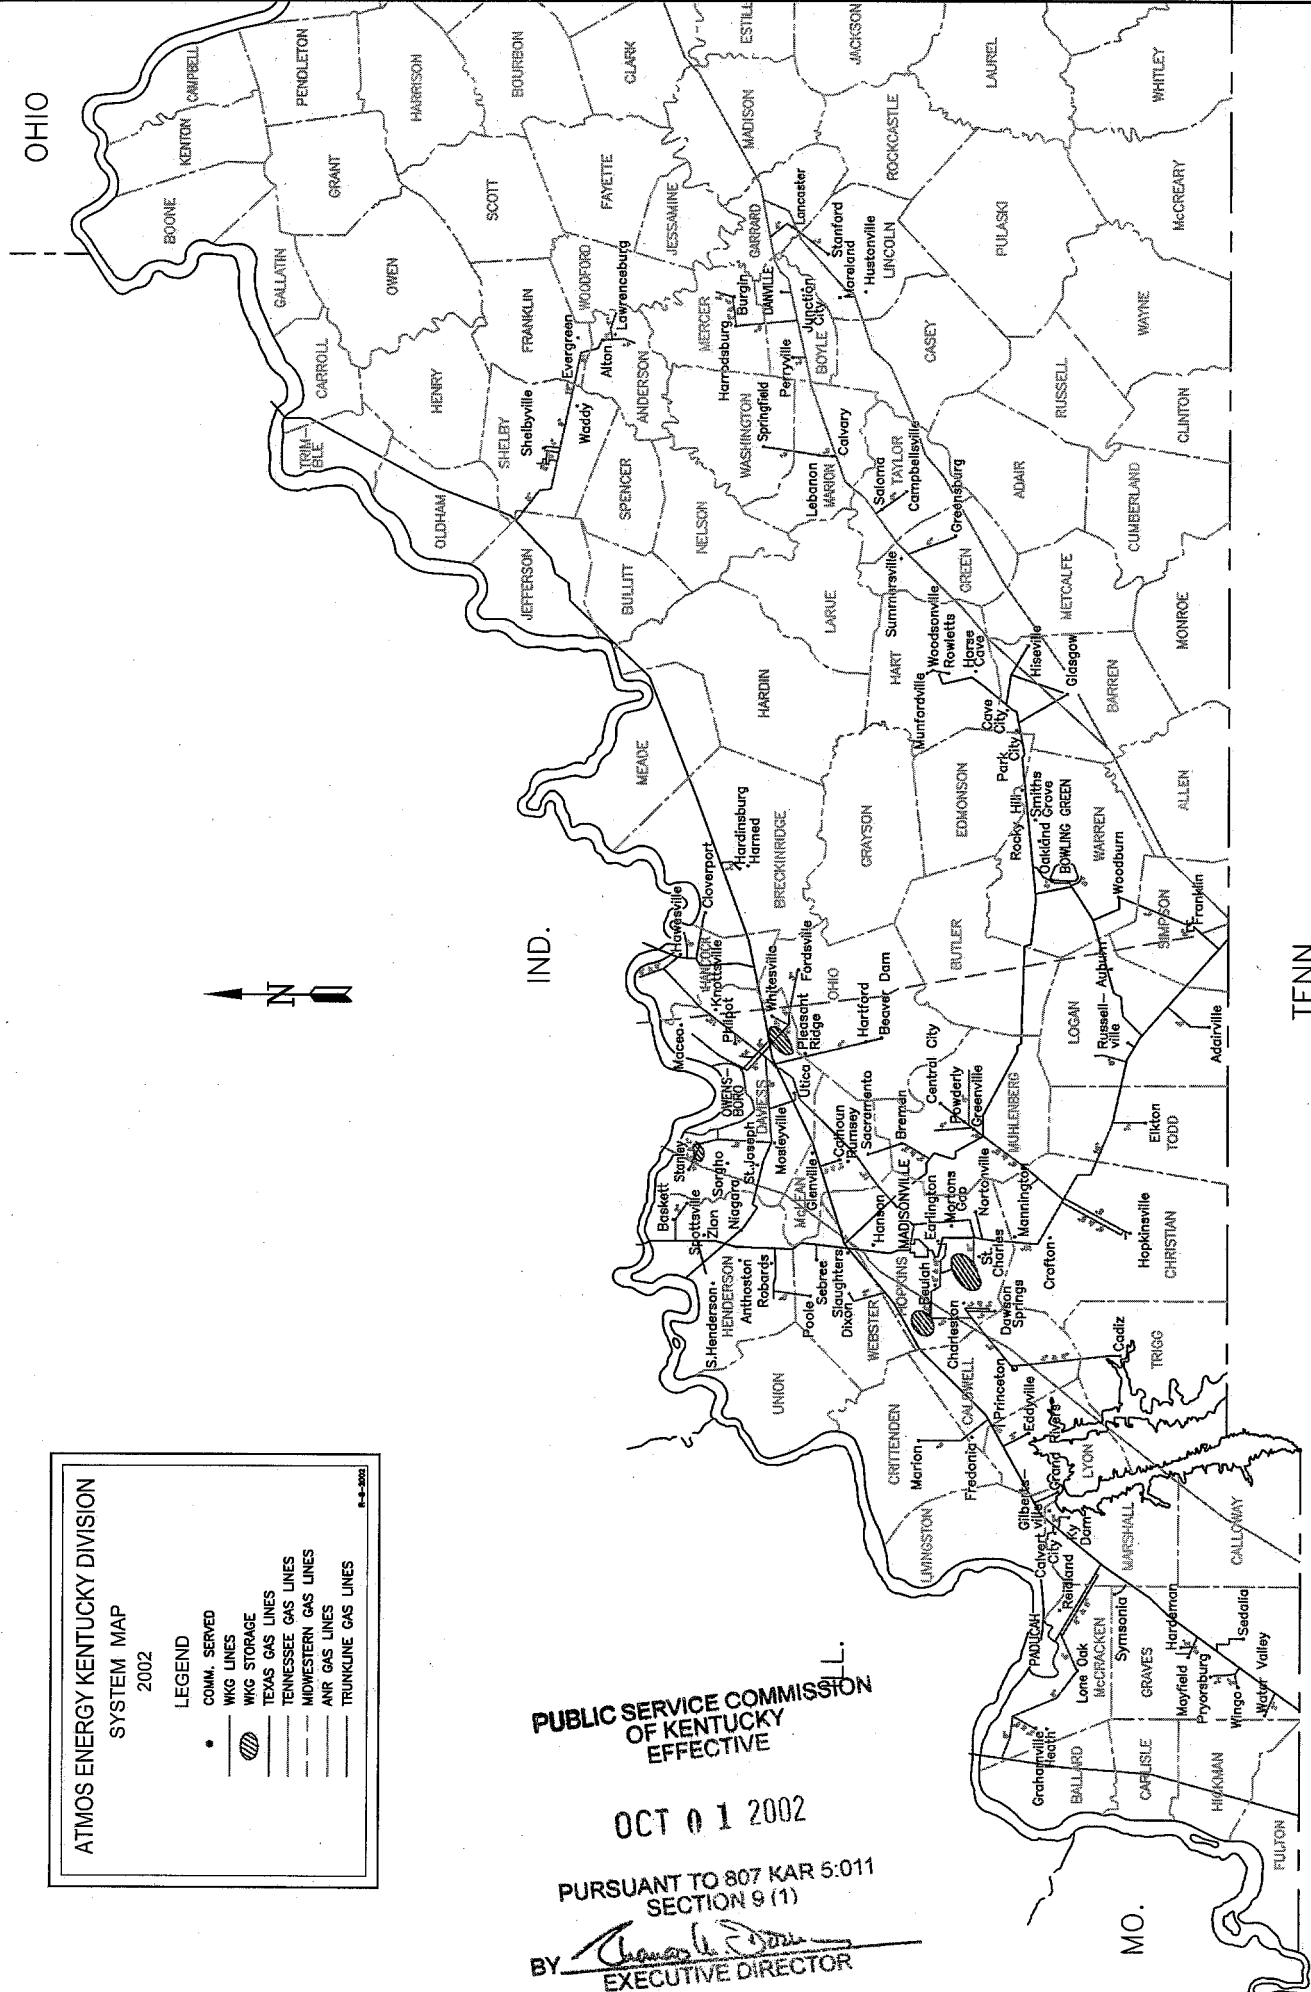 ATMOS ENERGY KENTUCKY DIVISION
SYSTEM MAP
2002
LEGEND
COMM. SERVED
WKG LINES
WKG STORAGE
TEXAS GAS LINES
TENNESSEE GAS LINES
MIDWESTERN GAS LINES
ANR GAS LINES
TRUNKLINE GAS LINES
R-8-2002
N
OHIO
IND.
ILL.
MO.
TENN
PUBLIC SERVICE COMMISSION
OF KENTUCKY
EFFECTIVE
OCT 01 2002
PURSUANT TO 807 KAR 5:011
SECTION 9 (1)
BY
EXECUTIVE DIRECTOR
CAMPBELL
KENTON
BOONE
PENDLETON
GRANT
GALLATIN
HARRISON
OWEN
CARROLL
TRIM-
BLE
BOURBON
SCOTT
HENRY
OLDHAM
CLARK
FAYETTE
WOODFORD
FRANKLIN
SHELBY
JEFFERSON
Shelbyville
Evergreen
Waddy
Alton
Lawrenceburg
ANDERSON
SPENCER
BULLITT
ESTILL
MADISON
JESSAMINE
GARRARD
MERCER
WASHINGTON
NELSON
MEADE
HARDIN
LARUE
Harrodsburg
Burgin
DANVILLE
Junction
City
Perryville
BOYLE
Springfield
Lebanon
MARION
Calvary
Lancaster
Stanford
Moreland
Hustonville
LINCOLN
JACKSON
ROCKCASTLE
LAUREL
PULASKI
CASEY
Saloma
TAYLOR
Campbellsville
Greensburg
Summersville
GREEN
ADAIR
RUSSELL
WHITLEY
McCREARY
WAYNE
CLINTON
CUMBERLAND
METCALFE
MONROE
HART
Munfordville
Woodsonville
Rowletts
Horse
Cave
Hiseville
Glasgow
Cave
City
Park
City
BARREN
ALLEN
EDMONSON
Rocky Hill
Smiths
Grove
Oakland
BOWLING GREEN
WARREN
Woodburn
SIMPSON
Franklin
GRAYSON
BRECKINRIDGE
Hardinsburg
Harned
Cloverport
Hawesville
HANCOCK
Knottsville
Philpot
Maceo
Whitesville
Fordsville
Pleasant
Ridge
OHIO
Hartford
Beaver Dam
BUTLER
LOGAN
Auburn
Russell-
ville
Adairville
OWENS-
BORO
DAVIESS
Utica
Stanley
Sorgho
St.Joseph
Mosleyville
McLEAN
Glenville
Calhoun
Rumsey
Sacramento
Bremen
Central City
Powderly
Greenville
MUHLENBERG
Elkton
TODD
Baskett
Spottsville
Zion
Niagara
S.Henderson
HENDERSON
Anthoston
Robards
Poole
Sebree
Slaughters
Dixon
WEBSTER
Hanson
MADISONVILLE
HOPKINS
Earlington
Mortons
Gap
Nortonville
Mannington
St.
Charles
Beulah
Charleston
Dawson
Springs
Crofton
Hopkinsville
CHRISTIAN
UNION
CRITTENDEN
Marion
CALDWELL
Princeton
Fredonia
Eddyville
LYON
Cadiz
TRIGG
LIVINGSTON
Gilberts-
ville
Grand Rivers
Calvert
City
Ky
Dam
MARSHALL
CALLOWAY
PADUCAH
Reidland
Lone Oak
McCRACKEN
Symsonia
GRAVES
Hardeman
Mayfield
Pryorsburg
Sedalia
Wingo
Water Valley
Grahamville
Heath
BALLARD
CARLISLE
HICKMAN
FULTON